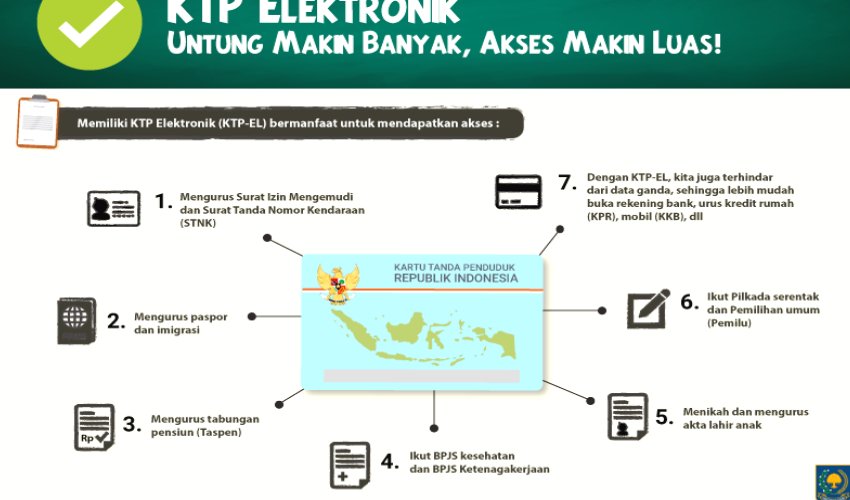 KTP ELEKTRONIK
UNTUNG MAKIN BANYAK, AKSES MAKIN LUAS!
Memiliki KTP Elektronik (KTP-EL) bermanfaat untuk mendapatkan akses :
1. Mengurus Surat Izin Mengemudi
dan Surat Tanda Nomor Kendaraan
(STNK)
2. Mengurus paspor
dan imigrasi
Rp
3. Mengurus tabungan
pensiun (Taspen)
4. Ikut BPJS kesehatan
dan BPJS Ketenagakerjaan
5. Menikah dan mengurus
akta lahir anak
6. Ikut Pilkada serentak
dan Pemilihan umum
(Pemilu)
7. Dengan KTP-EL, kita juga terhindar
dari data ganda, sehingga lebih mudah
buka rekening bank, urus kredit rumah
(KPR), mobil (KKB), dll
KARTU TANDA PENDUDUK
REPUBLIK INDONESIA